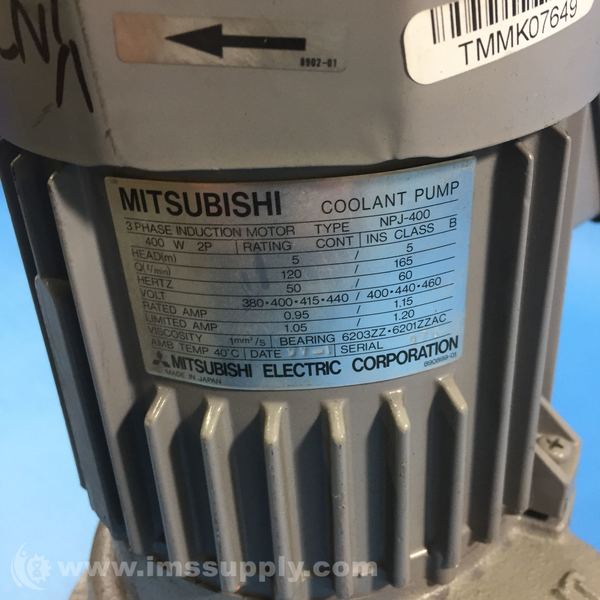 8902-01
TMMK07649
MITSUBISHI COOLANT PUMP
3 PHASE INDUCTION MOTOR TYPE NPJ-400
400 W 2P RATING CONT INS CLASS B
HEAD(m) 5 / 5
Q(ℓ/min) 120 / 165
HERTZ 50 / 60
VOLT 380·400·415·440 / 400·440·460
RATED AMP 0.95 / 1.15
LIMITED AMP 1.05 / 1.20
VISCOSITY 1mm²/s BEARING 6203ZZ·6201ZZAC
AMB TEMP 40°C DATE SERIAL
MITSUBISHI ELECTRIC CORPORATION
MADE IN JAPAN 890B889-01
www.imssupply.com